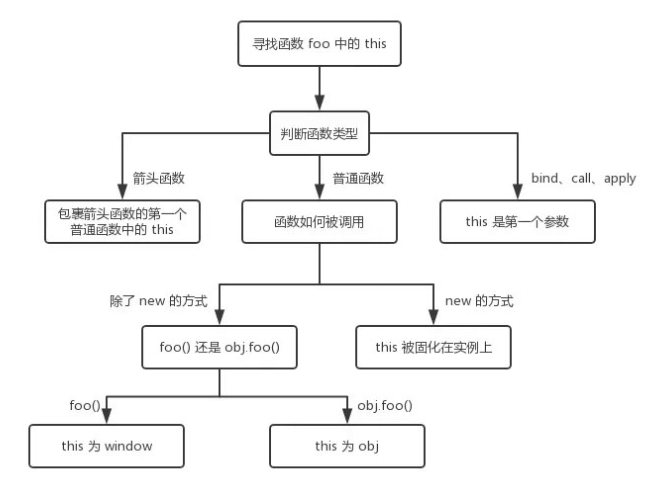 寻找函数 foo 中的 this
判断函数类型
箭头函数
普通函数
bind、call、apply
包裹箭头函数的第一个
普通函数中的 this
函数如何被调用
this 是第一个参数
除了 new 的方式
new 的方式
foo() 还是 obj.foo()
this 被固化在实例上
foo()
obj.foo()
this 为 window
this 为 obj